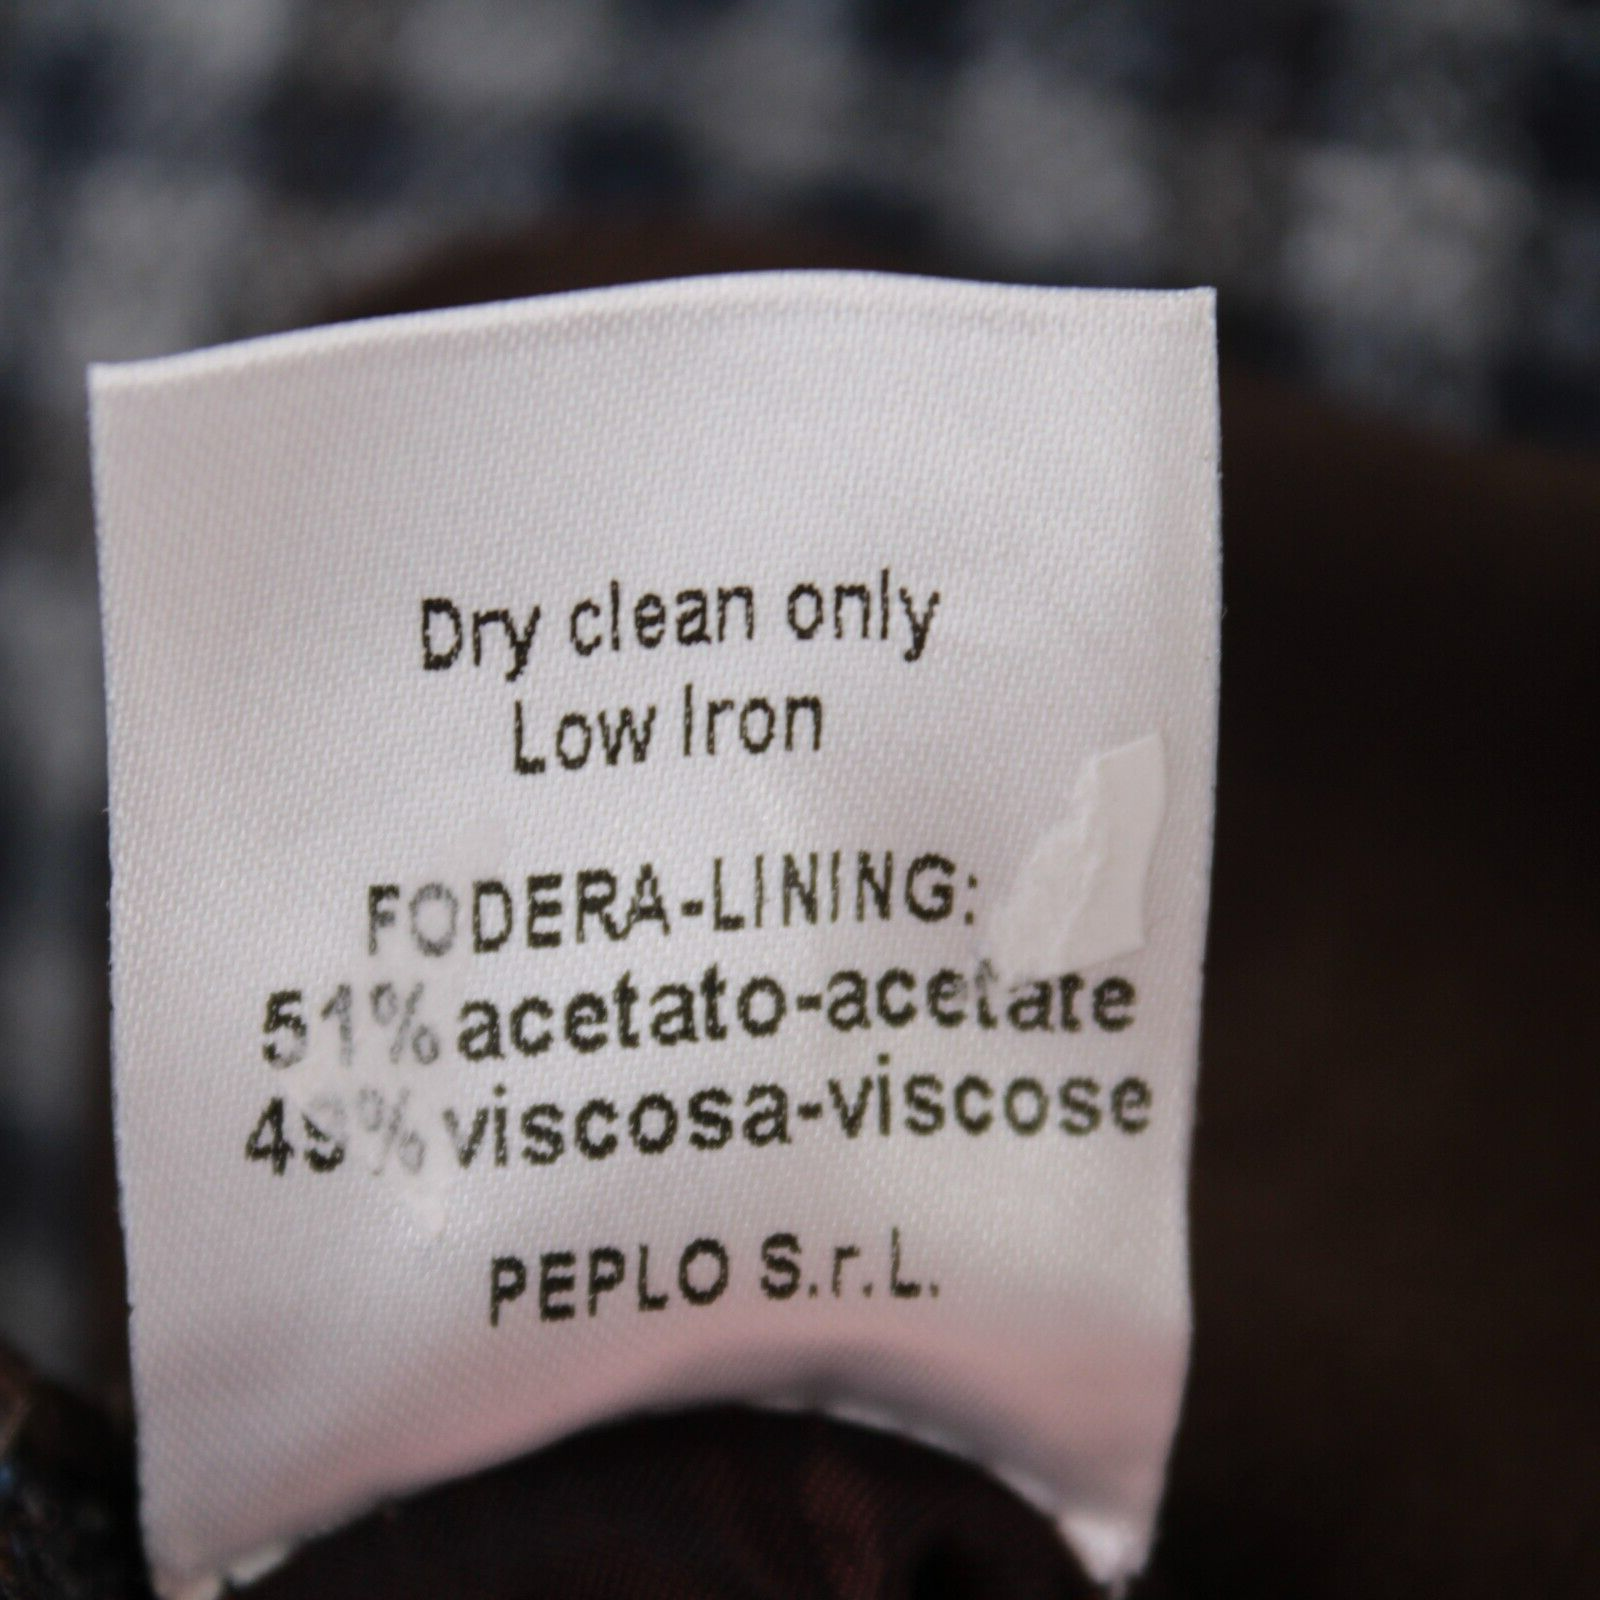 Dry clean only
Low Iron
FODERA-LINING:
51% acetato-acetate
49% viscosa-viscose
PEPLO S.r.L.